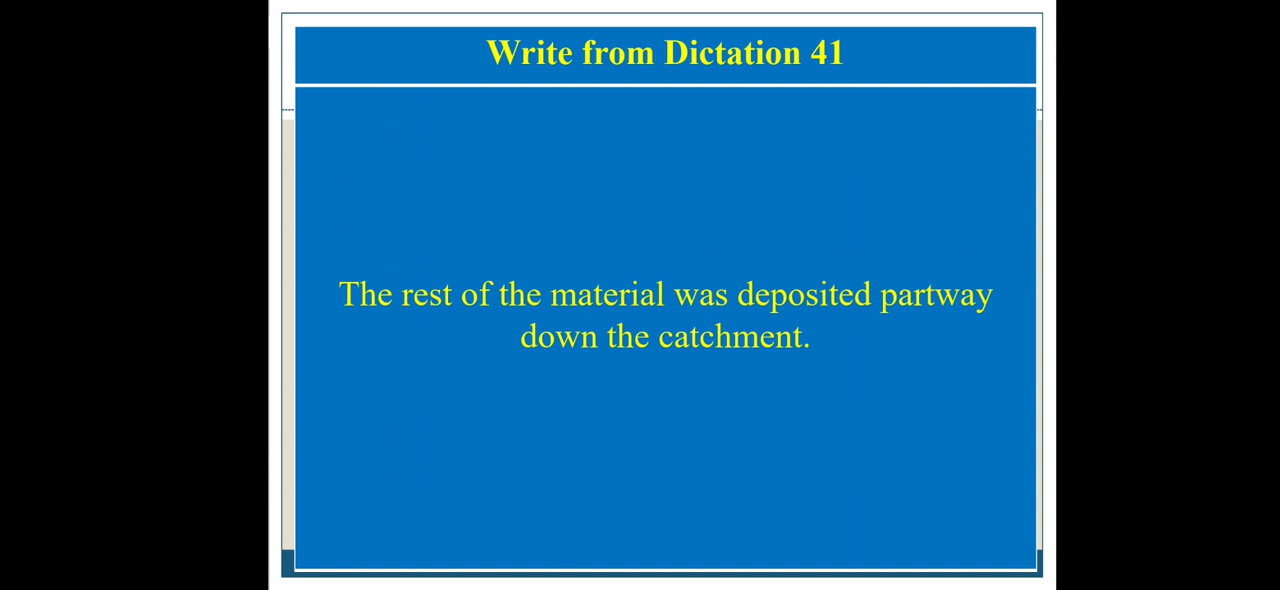 Write from Dictation 41
The rest of the material was deposited partway
down the catchment.